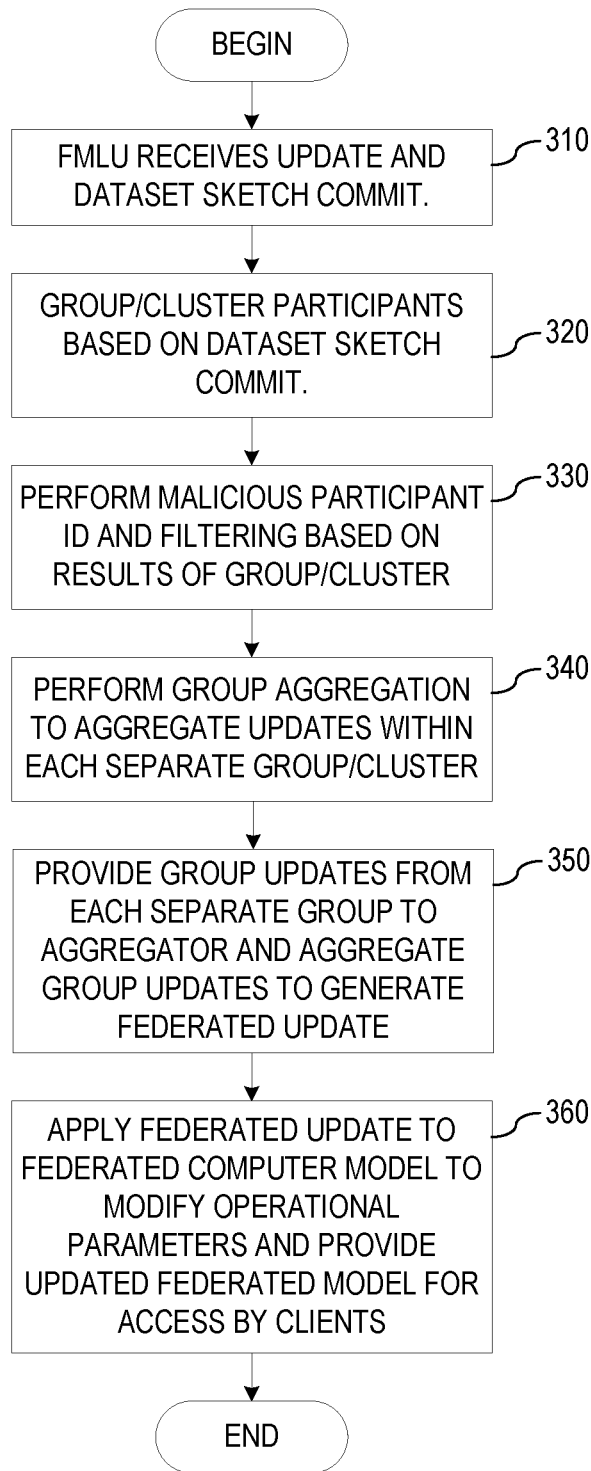 BEGIN
310
FMLU RECEIVES UPDATE AND
DATASET SKETCH COMMIT.
320
GROUP/CLUSTER PARTICIPANTS
BASED ON DATASET SKETCH
COMMIT.
330
PERFORM MALICIOUS PARTICIPANT
ID AND FILTERING BASED ON
RESULTS OF GROUP/CLUSTER
340
PERFORM GROUP AGGREGATION
TO AGGREGATE UPDATES WITHIN
EACH SEPARATE GROUP/CLUSTER
350
PROVIDE GROUP UPDATES FROM
EACH SEPARATE GROUP TO
AGGREGATOR AND AGGREGATE
GROUP UPDATES TO GENERATE
FEDERATED UPDATE
360
APPLY FEDERATED UPDATE TO
FEDERATED COMPUTER MODEL TO
MODIFY OPERATIONAL
PARAMETERS AND PROVIDE
UPDATED FEDERATED MODEL FOR
ACCESS BY CLIENTS
END